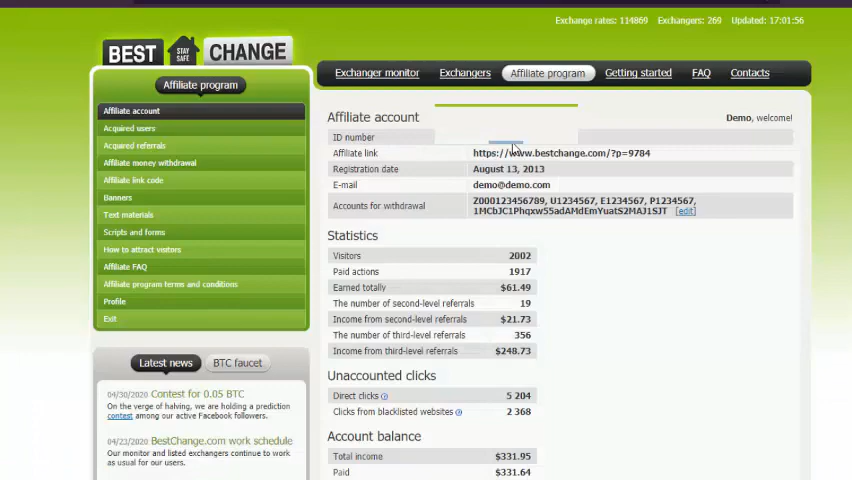 Exchange rates: 114869 Exchangers: 269 Updated: 17:01:56
BEST STAY SAFE CHANGE
Affiliate program
Exchanger monitor Exchangers Affiliate program Getting started FAQ Contacts
Affiliate account
Acquired users
Acquired referrals
Affiliate money withdrawal
Affiliate link code
Banners
Text materials
Scripts and forms
How to attract visitors
Affiliate FAQ
Affiliate program terms and conditions
Profile
Exit
Latest news BTC faucet
04/30/2020 Contest for 0.05 BTC
On the verge of halving, we are holding a prediction
contest among our active Facebook followers.
04/23/2020 BestChange.com work schedule
Our monitor and listed exchangers continue to work
as usual for our users.
Affiliate account
Demo, welcome!
ID number
Affiliate link https://www.bestchange.com/?p=9784
Registration date August 13, 2013
E-mail demo@demo.com
Accounts for withdrawal Z000123456789, U1234567, E1234567, P1234567,
1MCbJC1Phqxw55adAMdEmYuatS2MAJ1SJT [edit]
Statistics
Visitors 2002
Paid actions 1917
Earned totally $61.49
The number of second-level referrals 19
Income from second-level referrals $21.73
The number of third-level referrals 356
Income from third-level referrals $248.73
Unaccounted clicks
Direct clicks 5 204
Clicks from blacklisted websites 2 368
Account balance
Total income $331.95
Paid $331.64